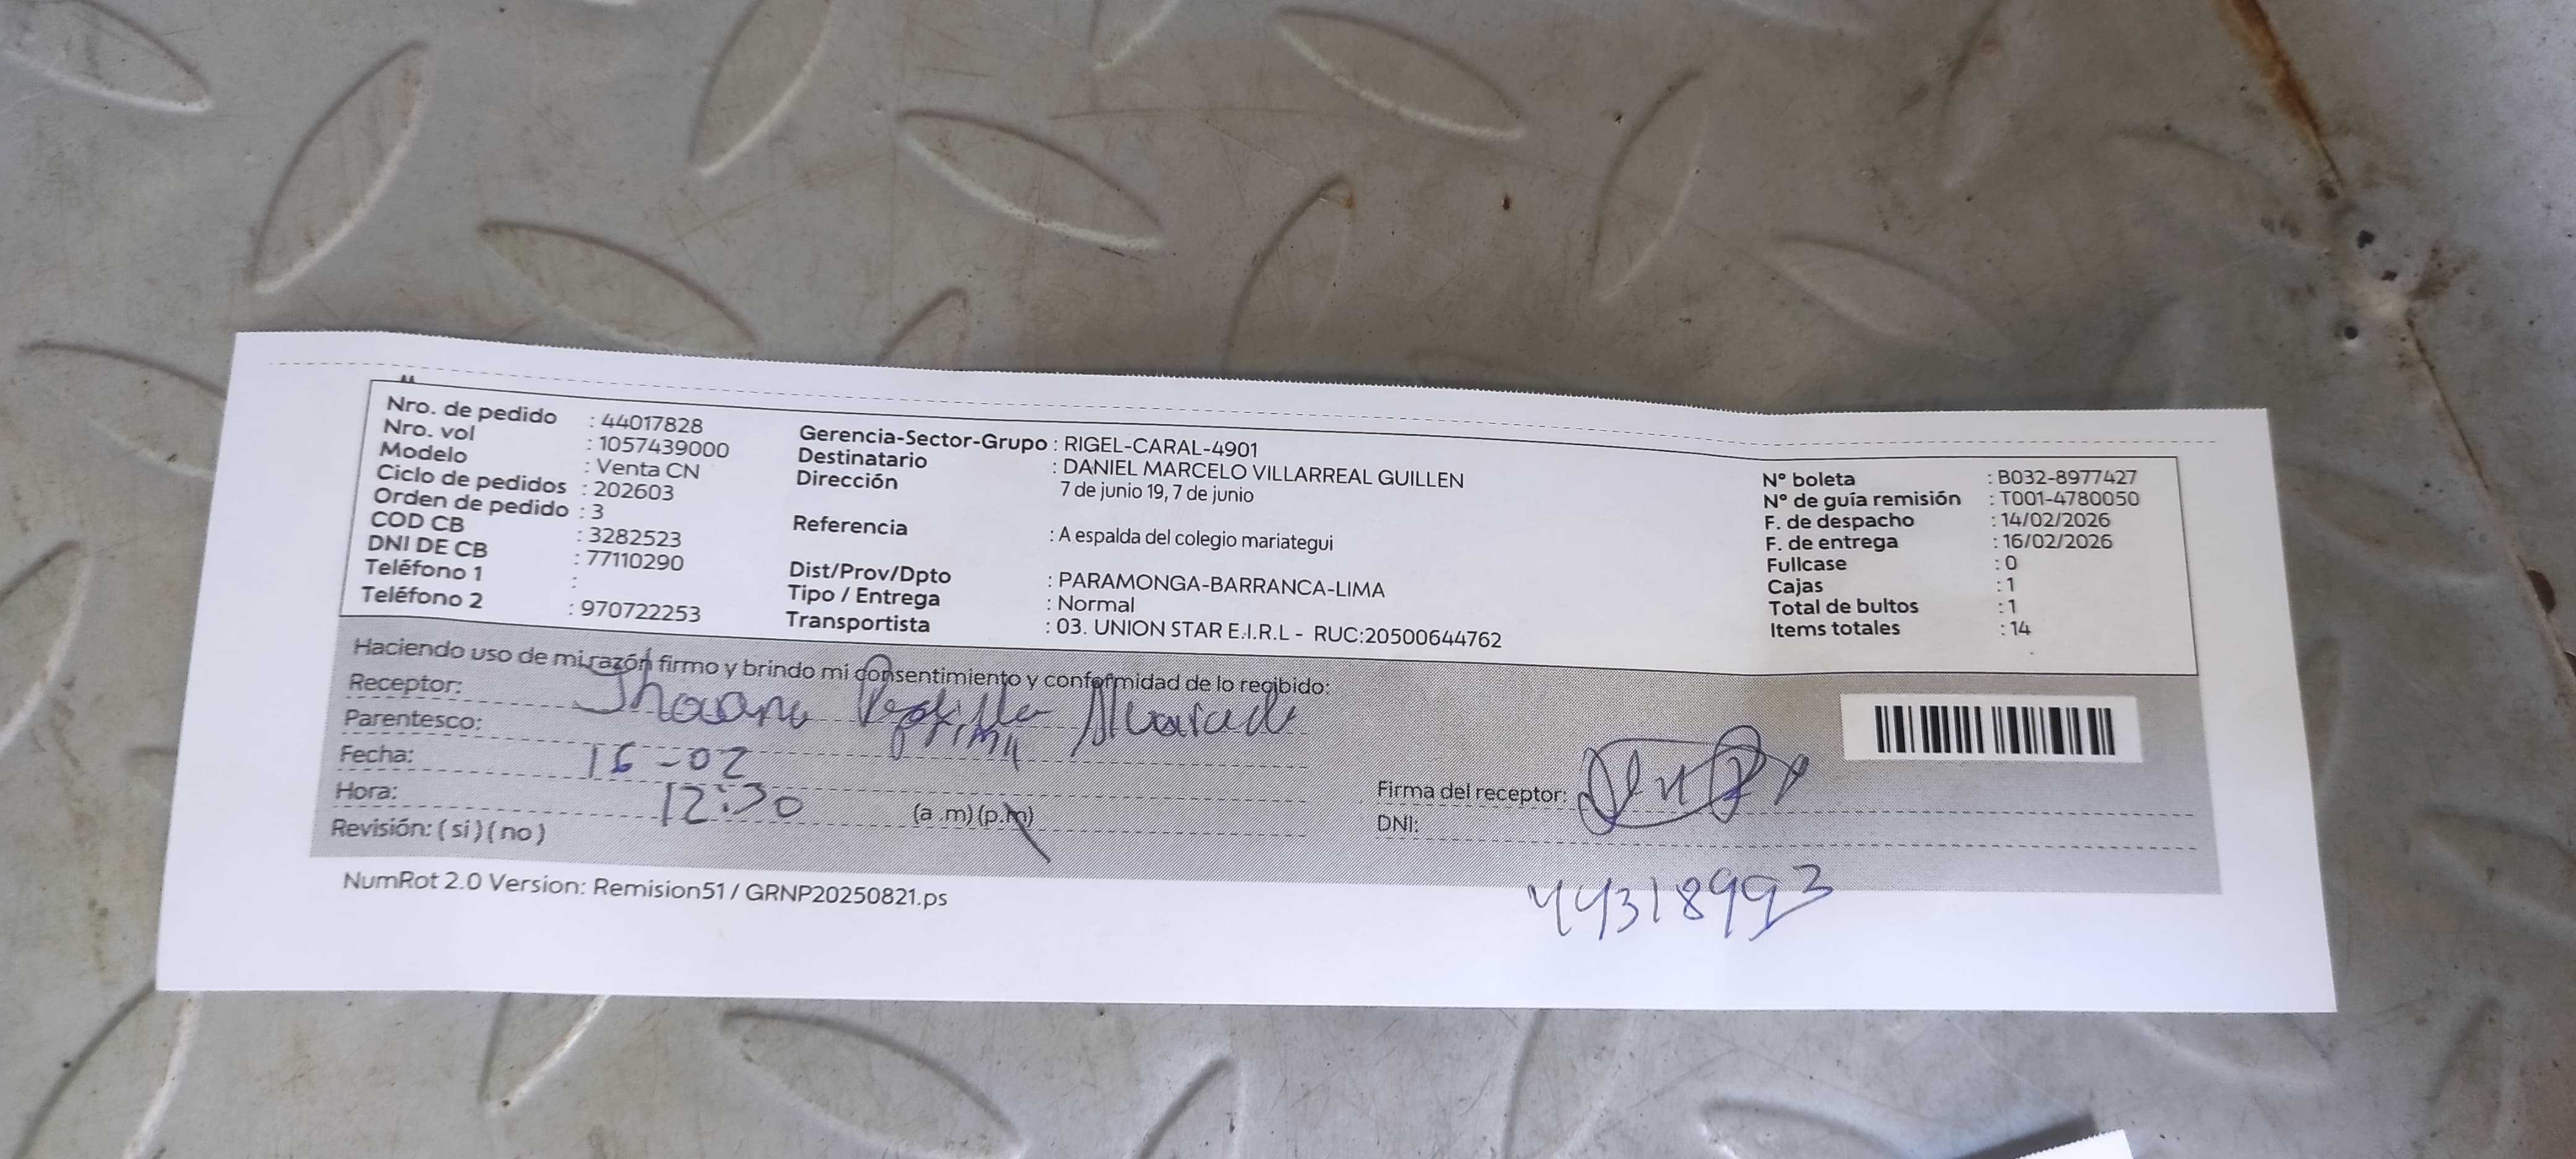 Nro. de pedido : 44017828
Nro. vol : 1057439000
Modelo : Venta CN
Ciclo de pedidos : 202603
Orden de pedido : 3
COD CB : 3282523
DNI DE CB : 77110290
Teléfono 1 :
Teléfono 2 : 970722253
Gerencia-Sector-Grupo : RIGEL-CARAL-4901
Destinatario : DANIEL MARCELO VILLARREAL GUILLEN
Dirección 7 de junio 19, 7 de junio
Referencia : A espalda del colegio mariategui
Dist/Prov/Dpto : PARAMONGA-BARRANCA-LIMA
Tipo / Entrega : Normal
Transportista : 03. UNION STAR E.I.R.L - RUC:20500644762
N° boleta : B032-8977427
N° de guía remisión : T001-4780050
F. de despacho : 14/02/2026
F. de entrega : 16/02/2026
Fullcase : 0
Cajas : 1
Total de bultos : 1
Items totales : 14
Haciendo uso de mi razón firmo y brindo mi consentimiento y conformidad de lo recibido:
Receptor: Alvarado
Parentesco: prima
Fecha: 16-02
Hora: 12:30 (a .m)(p.m)
Revisión: ( si ) ( no )
Firma del receptor:
DNI:
44318993
NumRot 2.0 Version: Remision51 / GRNP20250821.ps